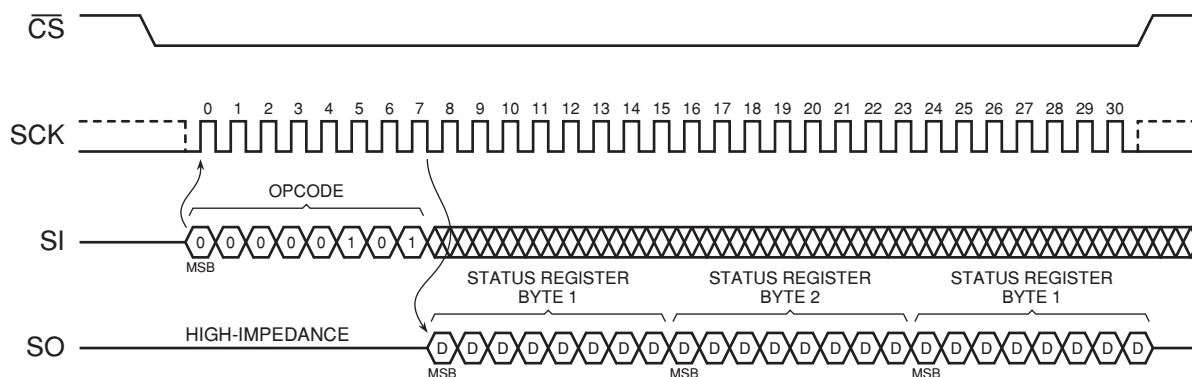 CS
SCK
0 1 2 3 4 5 6 7 8 9 10 11 12 13 14 15 16 17 18 19 20 21 22 23 24 25 26 27 28 29 30
OPCODE
SI
0 0 0 0 0 1 0 1
MSB
STATUS REGISTER BYTE 1
STATUS REGISTER BYTE 2
STATUS REGISTER BYTE 1
HIGH-IMPEDANCE
SO
D D D D D D D D D D D D D D D D D D D D D D D D
MSB MSB MSB